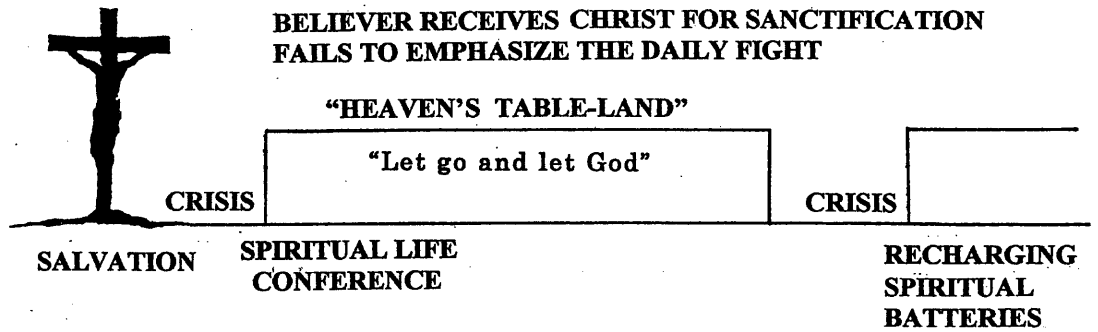 BELIEVER RECEIVES CHRIST FOR SANCTIFICATION
FAILS TO EMPHASIZE THE DAILY FIGHT
“HEAVEN’S TABLE-LAND”
“Let go and let God”
CRISIS
CRISIS
SALVATION
SPIRITUAL LIFE
CONFERENCE
RECHARGING
SPIRITUAL
BATTERIES